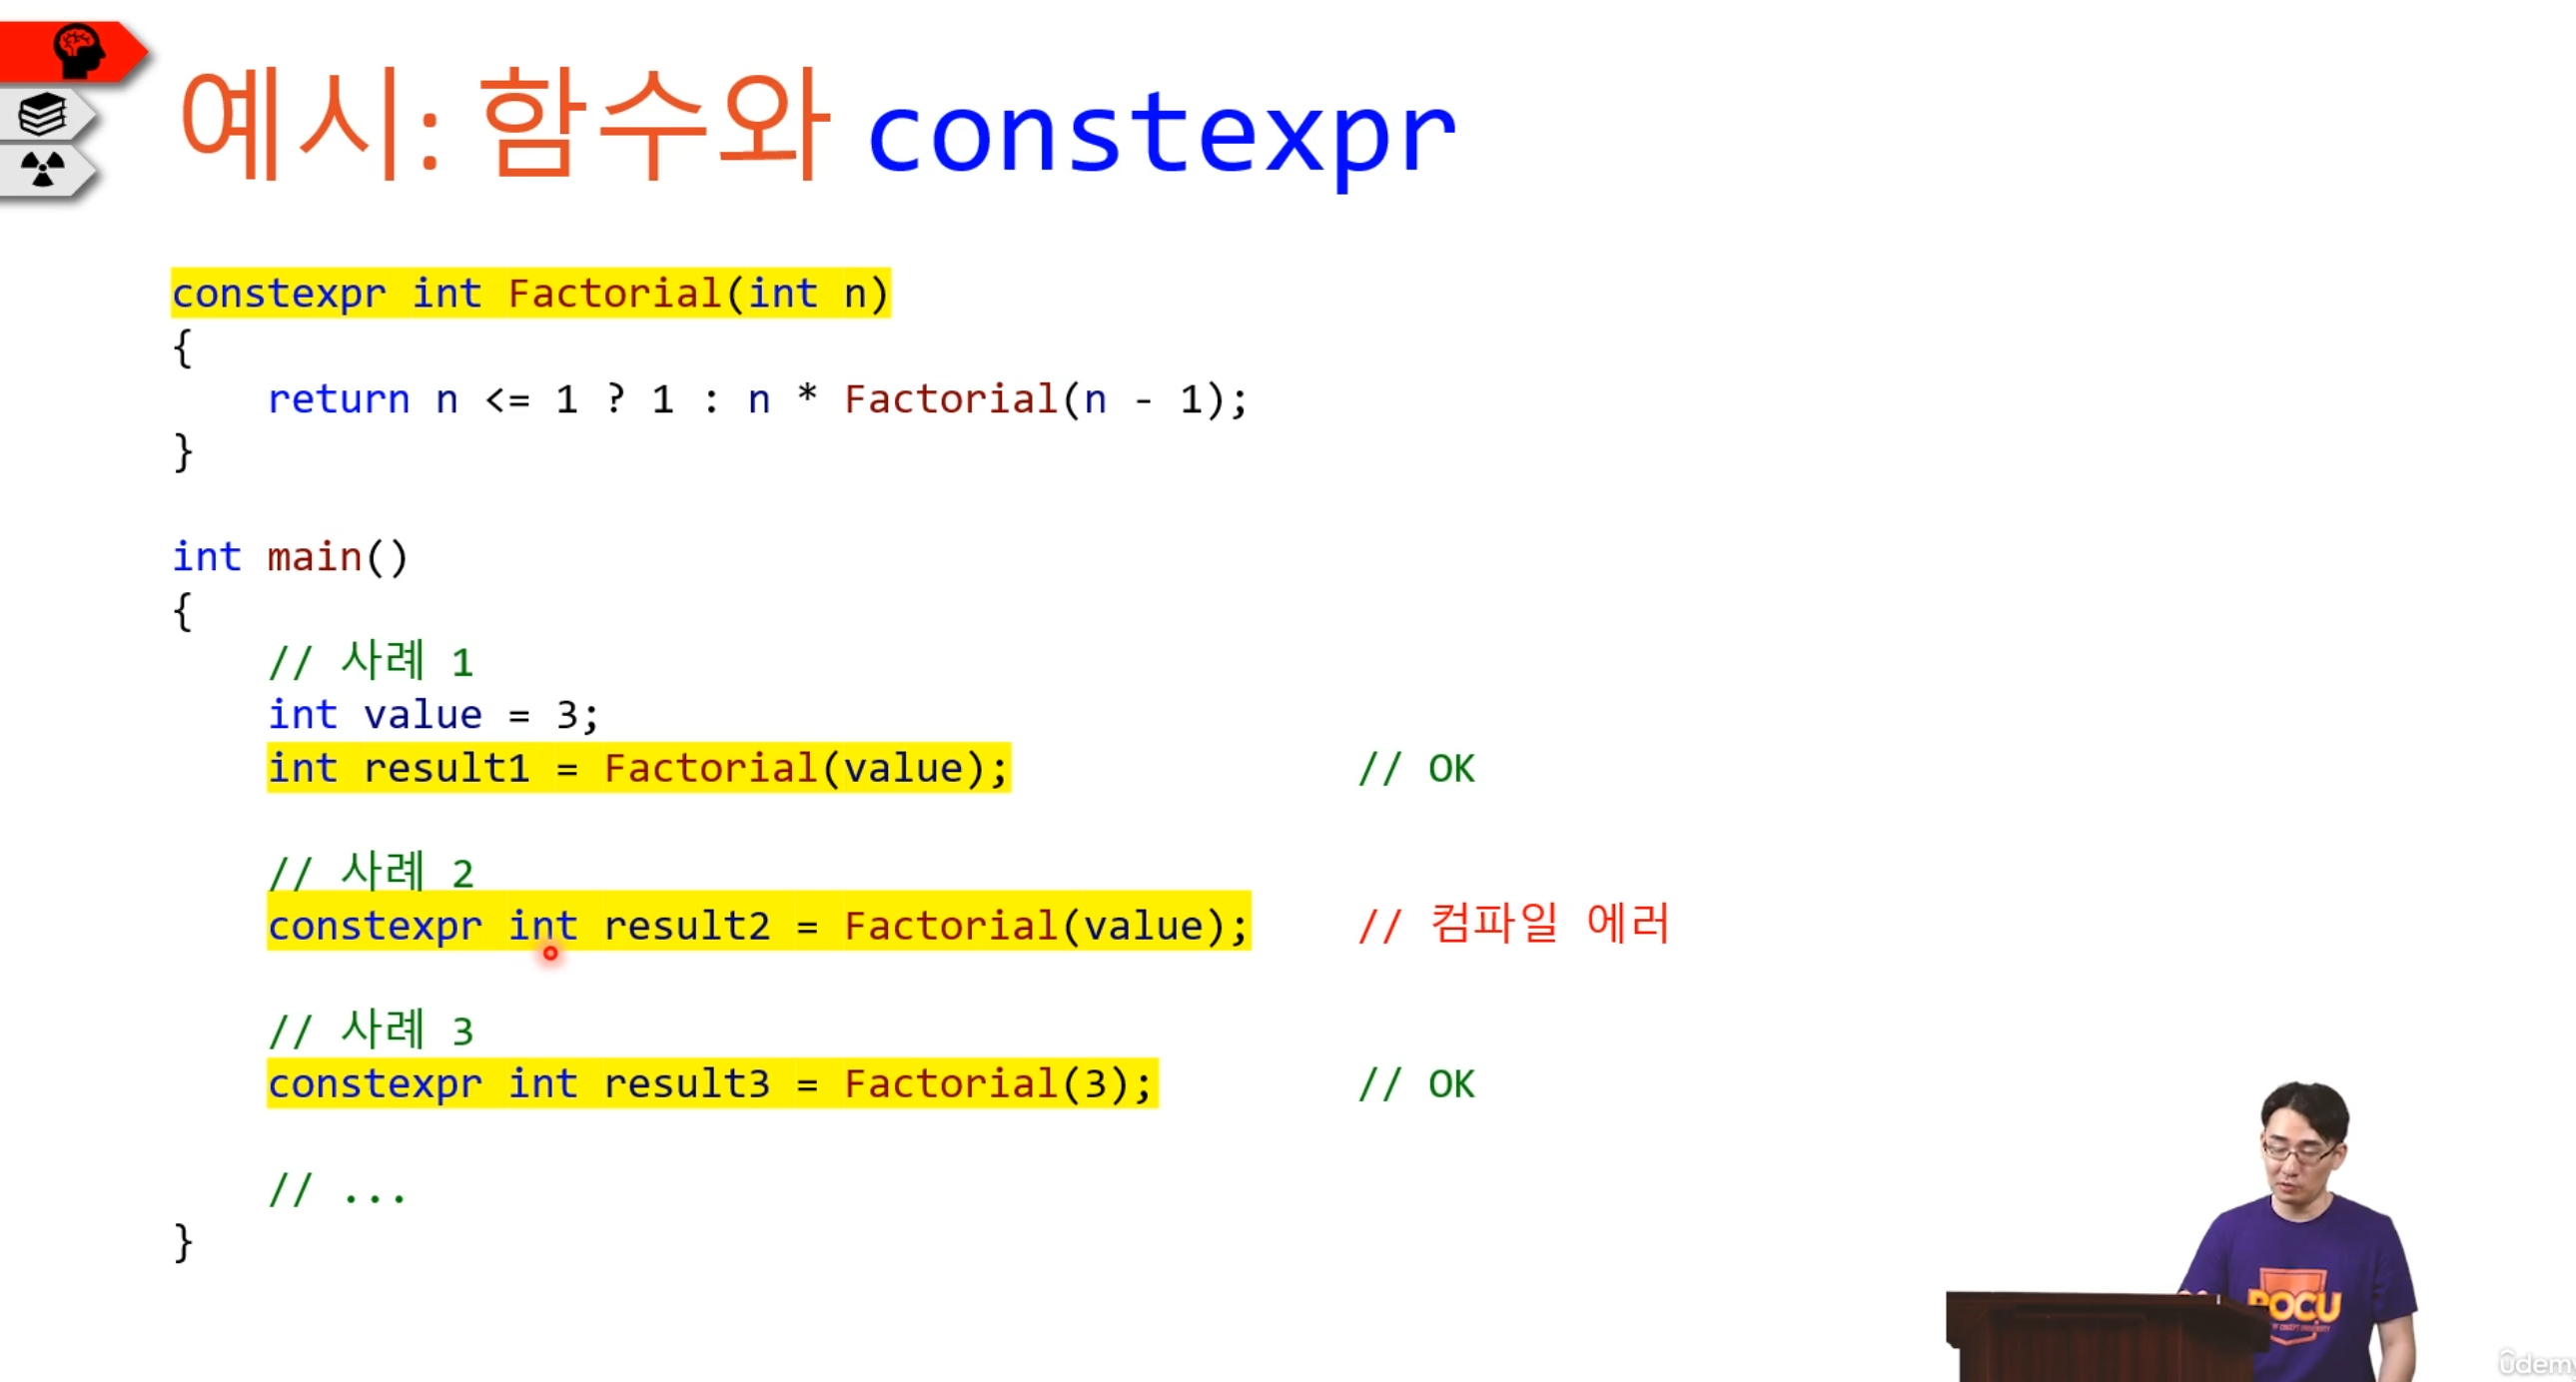 예시: 함수와 constexpr
constexpr int Factorial(int n)
{
    return n <= 1 ? 1 : n * Factorial(n - 1);
}
int main()
{
    // 사례 1
    int value = 3;
    int result1 = Factorial(value); // OK
    // 사례 2
    constexpr int result2 = Factorial(value); // 컴파일 에러
    // 사례 3
    constexpr int result3 = Factorial(3); // OK
    // ...
}
POCU
udemy